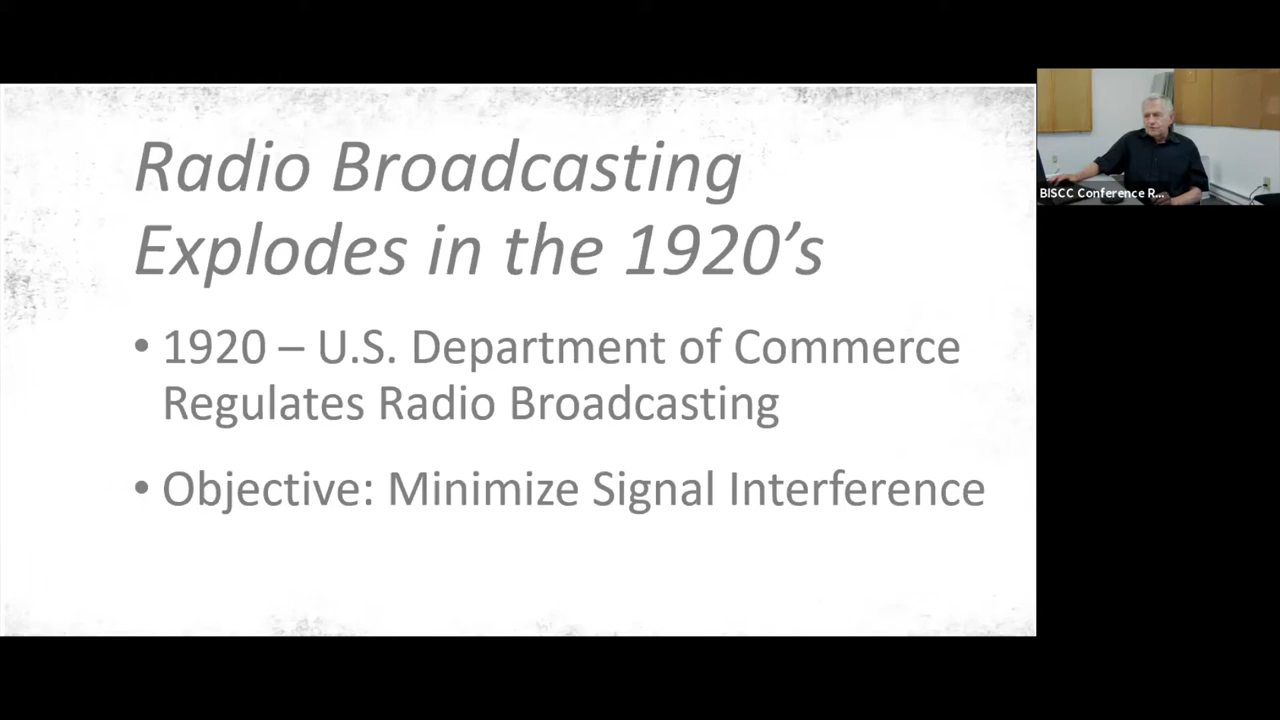 Radio Broadcasting
Explodes in the 1920’s
• 1920 – U.S. Department of Commerce
Regulates Radio Broadcasting
• Objective: Minimize Signal Interference
BISCC Conference R...